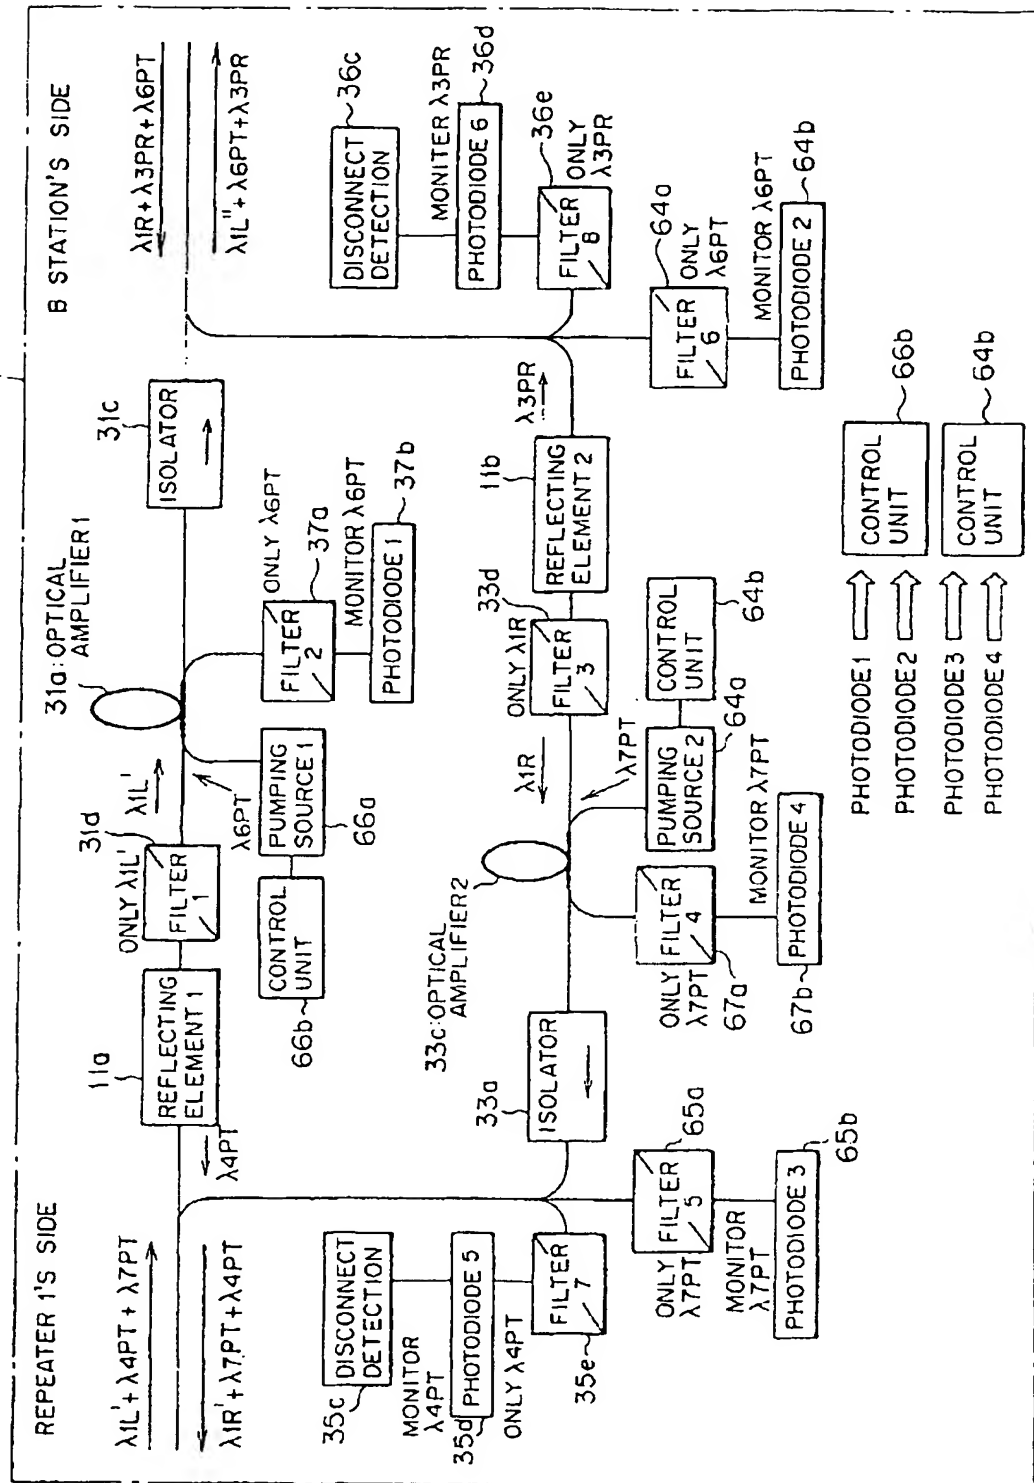 REPEATER 1'S SIDE
B STATION'S SIDE
λ1L'+λ4PT+λ7PT
λ1R'+λ7PT+λ4PT
λ1R+λ3PR+λ6PT
λ1L"+λ6PT+λ3PR
11a
REFLECTING
ELEMENT 1
λ4PT
ONLY λ1L'
31d
FILTER
1
λ1L'
31a:OPTICAL
AMPLIFIER1
λ6PT
CONTROL
UNIT
66b
PUMPING
SOURCE 1
66a
ONLY λ6PT
FILTER
2
37a
MONITOR λ6PT
PHOTODIODE 1
37b
31c
ISOLATOR
35c
DISCONNECT
DETECTION
MONITOR
λ4PT
35d
PHOTODIODE 5
ONLY λ4PT
FILTER
7
35e
33a
ISOLATOR
FILTER
5
65a
ONLY
λ7PT
MONITOR
λ7PT
PHOTODIODE 3
65b
33c:OPTICAL
AMPLIFIER2
λ1R
λ7PT
FILTER
4
ONLY
λ7PT
67a
MONITOR λ7PT
PHOTODIODE 4
67b
PUMPING
SOURCE 2
64a
CONTROL
UNIT
64b
ONLY λ1R
33d
FILTER
3
11b
REFLECTING
ELEMENT 2
λ3PR
DISCONNECT
DETECTION
36c
MONITER λ3PR
PHOTODIODE 6
36d
FILTER
8
36e
ONLY
λ3PR
FILTER
6
64a
ONLY
λ6PT
MONITOR λ6PT
PHOTODIODE 2
64b
PHOTODIODE1
PHOTODIODE 2
CONTROL
UNIT
66b
PHOTODIODE 3
PHOTODIODE 4
CONTROL
UNIT
64b